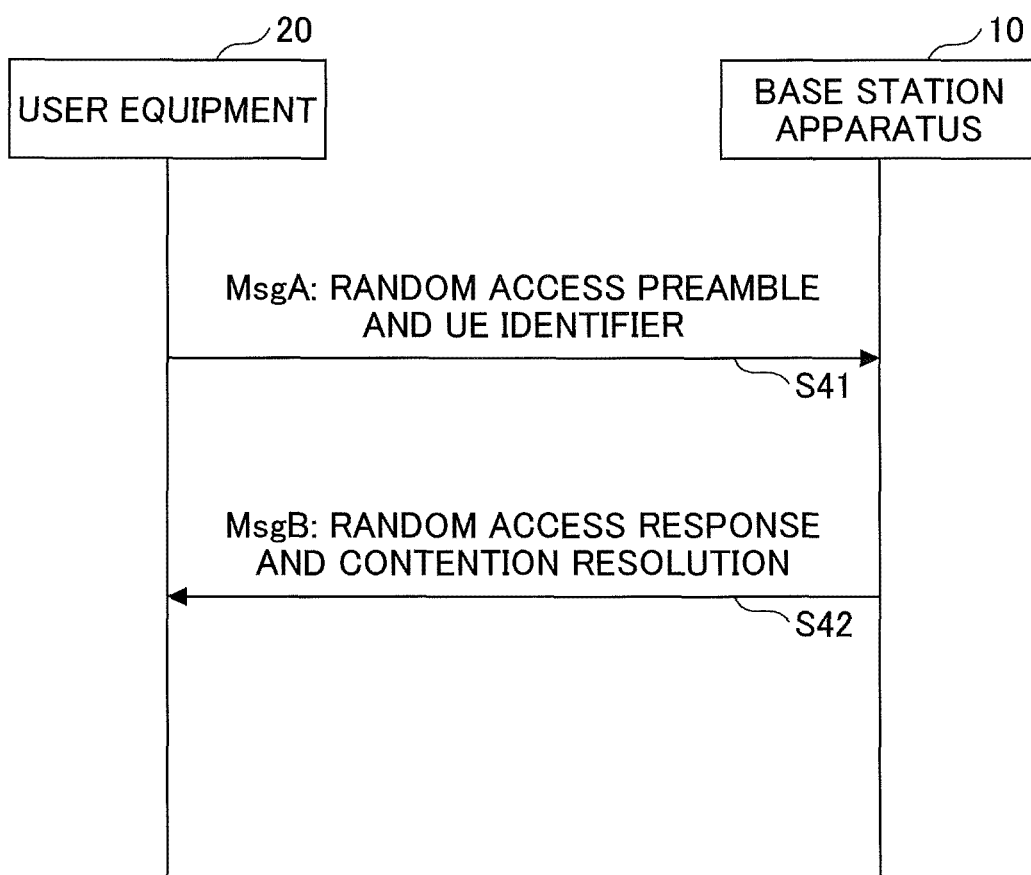 20
10
USER EQUIPMENT
BASE STATION
APPARATUS
MsgA: RANDOM ACCESS PREAMBLE
AND UE IDENTIFIER
S41
MsgB: RANDOM ACCESS RESPONSE
AND CONTENTION RESOLUTION
S42